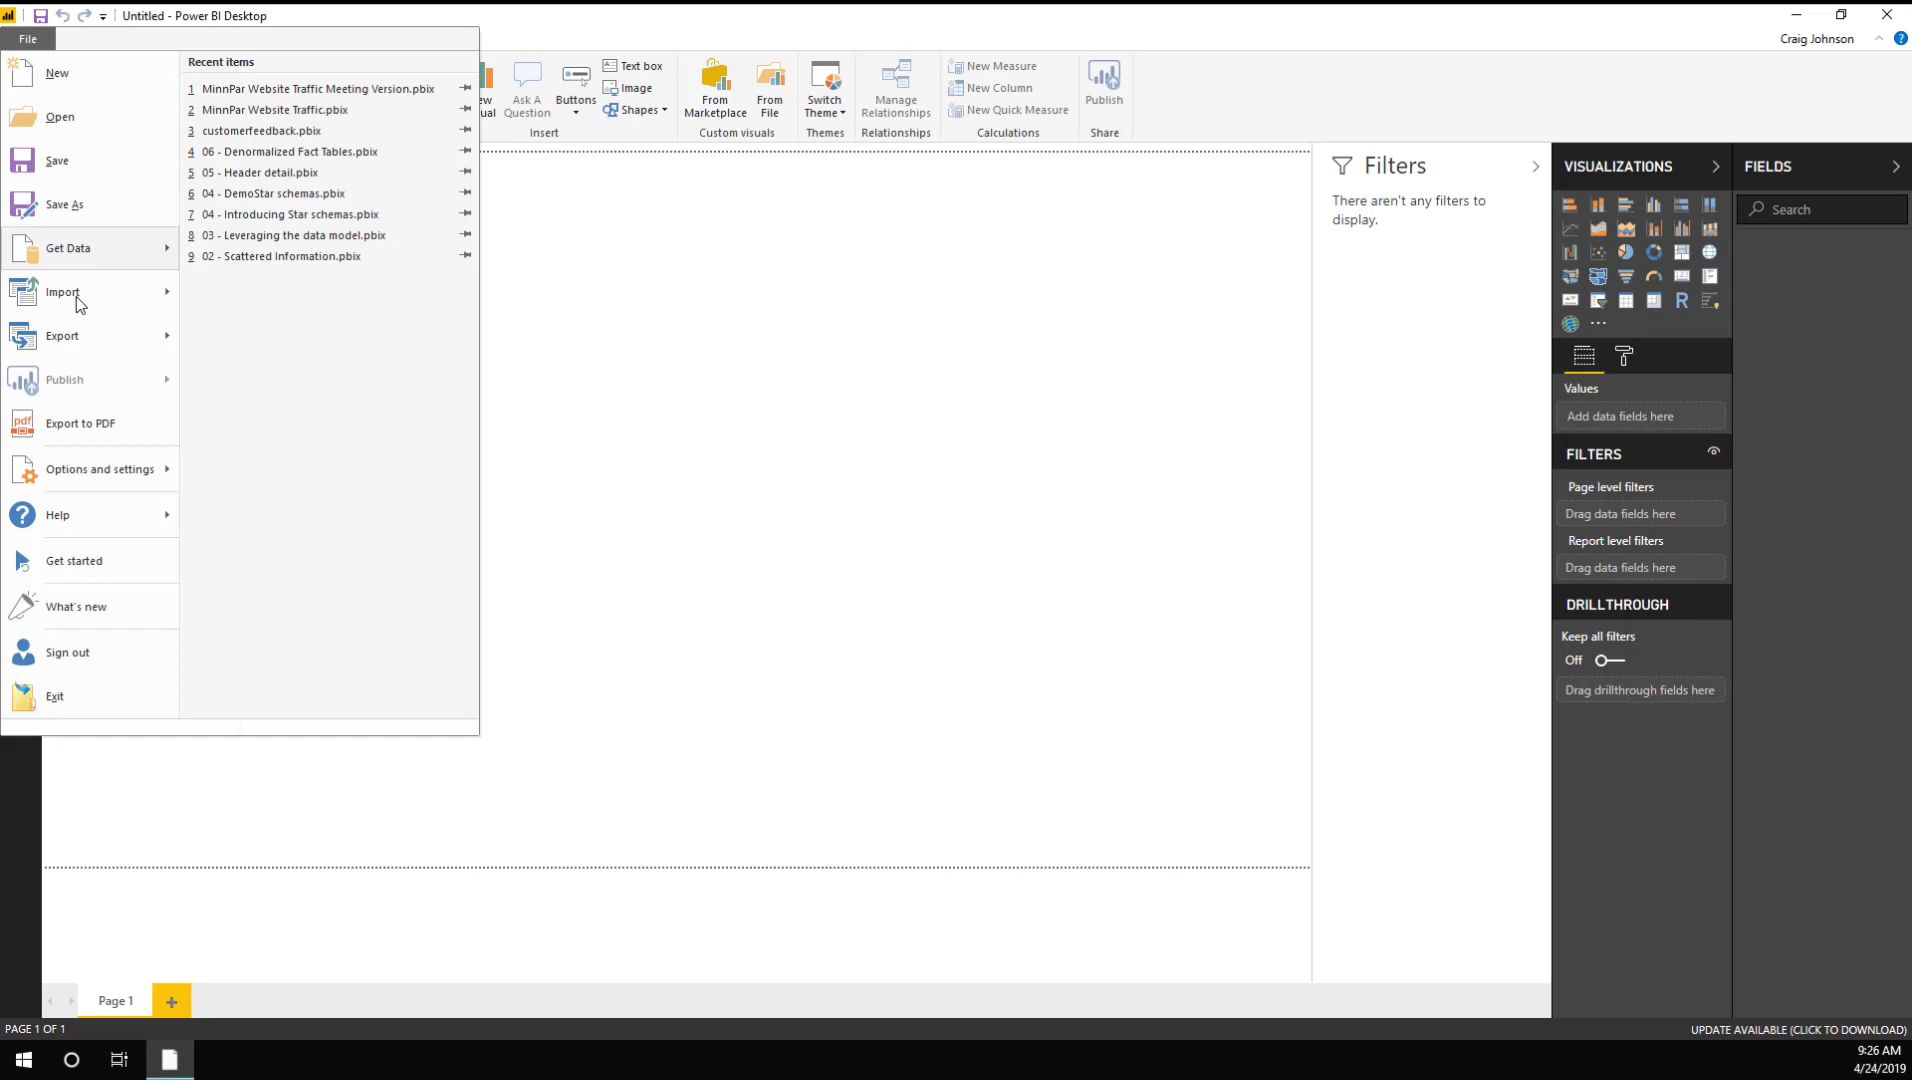 Untitled - Power BI Desktop
File
Craig Johnson
New
Open
Save
Save As
Get Data
Import
Export
Publish
Export to PDF
Options and settings
Help
Get started
What's new
Sign out
Exit
Recent items
1 MinnPar Website Traffic Meeting Version.pbix
2 MinnPar Website Traffic.pbix
3 customerfeedback.pbix
4 06 - Denormalized Fact Tables.pbix
5 05 - Header detail.pbix
6 04 - DemoStar schemas.pbix
7 04 - Introducing Star schemas.pbix
8 03 - Leveraging the data model.pbix
9 02 - Scattered Information.pbix
ew
ual
Ask A
Question
Buttons
Text box
Image
Shapes
Insert
From
Marketplace
From
File
Custom visuals
Switch
Theme
Themes
Manage
Relationships
Relationships
New Measure
New Column
New Quick Measure
Calculations
Publish
Share
Filters
There aren't any filters to
display.
VISUALIZATIONS
R
Values
Add data fields here
FILTERS
Page level filters
Drag data fields here
Report level filters
Drag data fields here
DRILLTHROUGH
Keep all filters
Off
Drag drillthrough fields here
FIELDS
Search
Page 1
PAGE 1 OF 1
UPDATE AVAILABLE (CLICK TO DOWNLOAD)
9:26 AM
4/24/2019